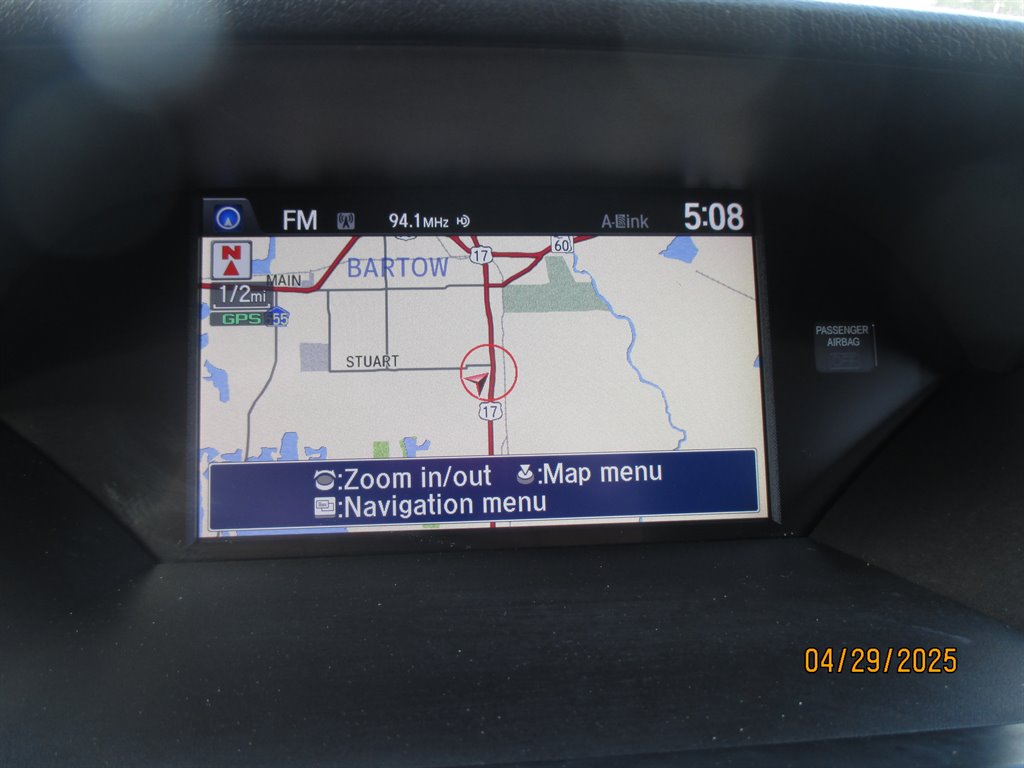 FM 94.1MHz A-Link 5:08
N
17
60
BARTOW
MAIN
1/2mi
GPS 555
STUART
17
:Zoom in/out :Map menu
:Navigation menu
PASSENGER
AIRBAG
04/29/2025